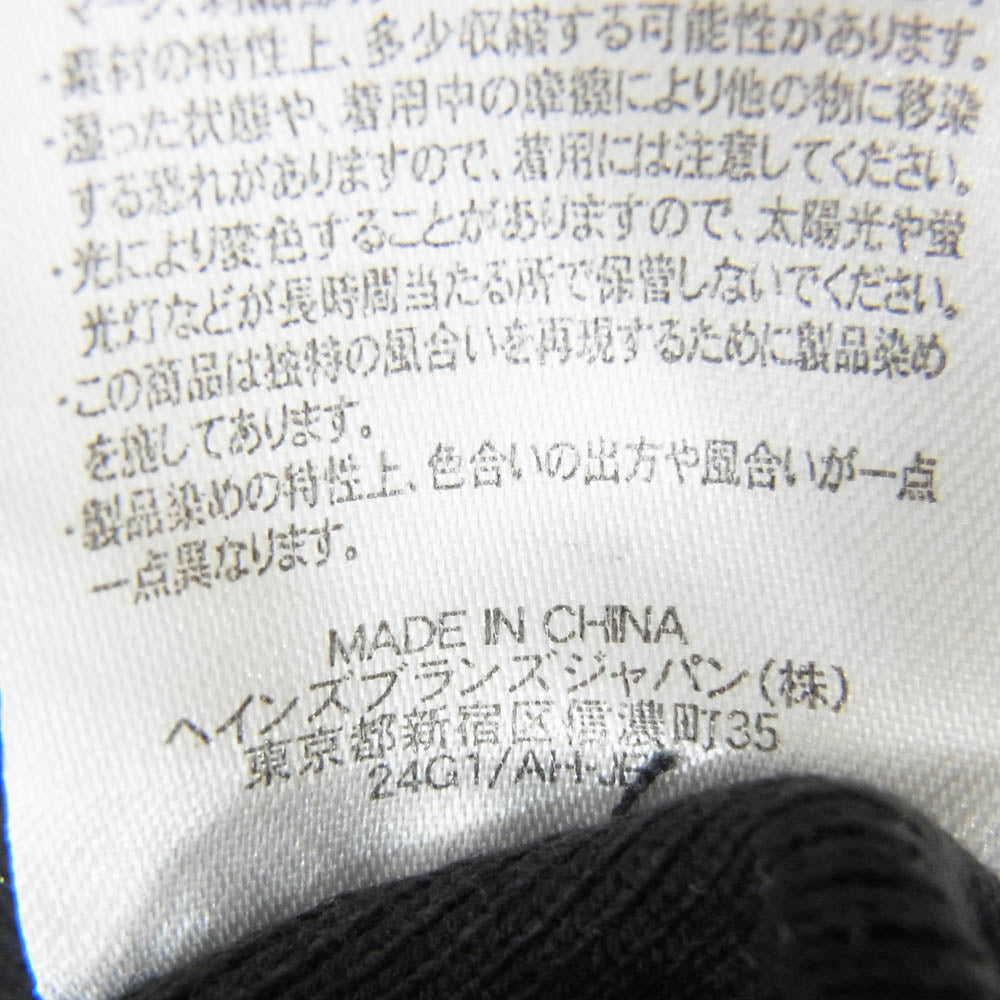 ・素材の特性上、多少収縮する可能性があります。
・湿った状態や、着用中の摩擦により他の物に移染
する恐れがありますので、着用には注意してください。
・光により変色することがありますので、太陽光や蛍
光灯などが長時間当たる所で保管しないでください。
・この商品は独特の風合いを再現するために製品染め
を施してあります。
・製品染めの特性上、色合いの出方や風合いが一点
一点異なります。
MADE IN CHINA
ヘインズブランズジャパン(株)
東京都新宿区信濃町35
24G1/AH-JE